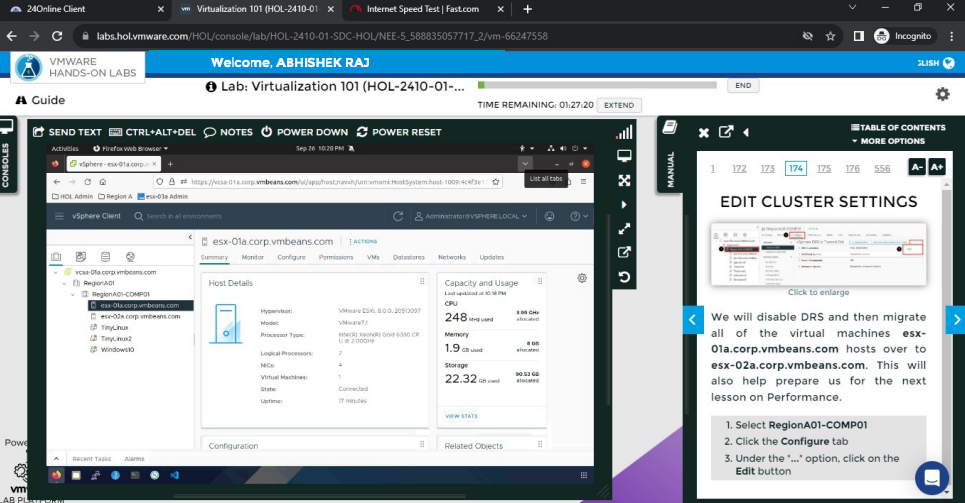 24Online Client
Virtualization 101 (HOL-2410-01-
Internet Speed Test | Fast.com
labs.hol.vmware.com/HOL/console/lab/HOL-2410-01-SDC-HOL/NEE-5_588835057717_2/vm-66247558
Incognito
VMWARE
HANDS-ON LABS
Welcome, ABHISHEK RAJ
LISH
Guide
Lab: Virtualization 101 (HOL-2410-01-...
TIME REMAINING: 01:27:20
EXTEND
END
CONSOLES
SEND TEXT
CTRL+ALT+DEL
NOTES
POWER DOWN
POWER RESET
Activities
Firefox Web Browser
Sep 26 10:20 PM
vSphere - esx-01a.corp.v
List all tabs
https://vcsa-01a.corp.vmbeans.com/ui/app/host;nav=h/urn:vmomi:HostSystem:host-1009:4c4f3e1
HOL Admin
Region A
esx-03a Admin
vSphere Client
Search in all environments
Administrator@VSPHERE.LOCAL
vcsa-01a.corp.vmbeans.com
RegionA01
RegionA01-COMP01
esx-01a.corp.vmbeans.com
esx-02a.corp.vmbeans.com
TinyLinux
TinyLinux2
Windows10
esx-01a.corp.vmbeans.com
ACTIONS
Summary
Monitor
Configure
Permissions
VMs
Datastores
Networks
Updates
Host Details
Hypervisor:
VMware ESXi, 8.0.0, 20513097
Model:
VMware7,1
Processor Type:
Intel(R) Xeon(R) Gold 6330 CP
U @ 2.00GHz
Logical Processors:
2
NICs:
4
Virtual Machines:
1
State:
Connected
Uptime:
17 minutes
Capacity and Usage
Last updated at 10:18 PM
CPU
248 MHz used
3.99 GHz
allocated
Memory
1.9 GB used
8 GB
allocated
Storage
22.32 GB used
90.53 GB
allocated
VIEW STATS
Configuration
Related Objects
Recent Tasks
Alarms
Powe
vm
LAB PLATFORM
MANUAL
TABLE OF CONTENTS
MORE OPTIONS
1 172 173 174 175 176 556
A- A+
EDIT CLUSTER SETTINGS
Click to enlarge
We will disable DRS and then migrate
all of the virtual machines esx-
01a.corp.vmbeans.com hosts over to
esx-02a.corp.vmbeans.com. This will
also help prepare us for the next
lesson on Performance.
1. Select RegionA01-COMP01
2. Click the Configure tab
3. Under the "..." option, click on the
Edit button